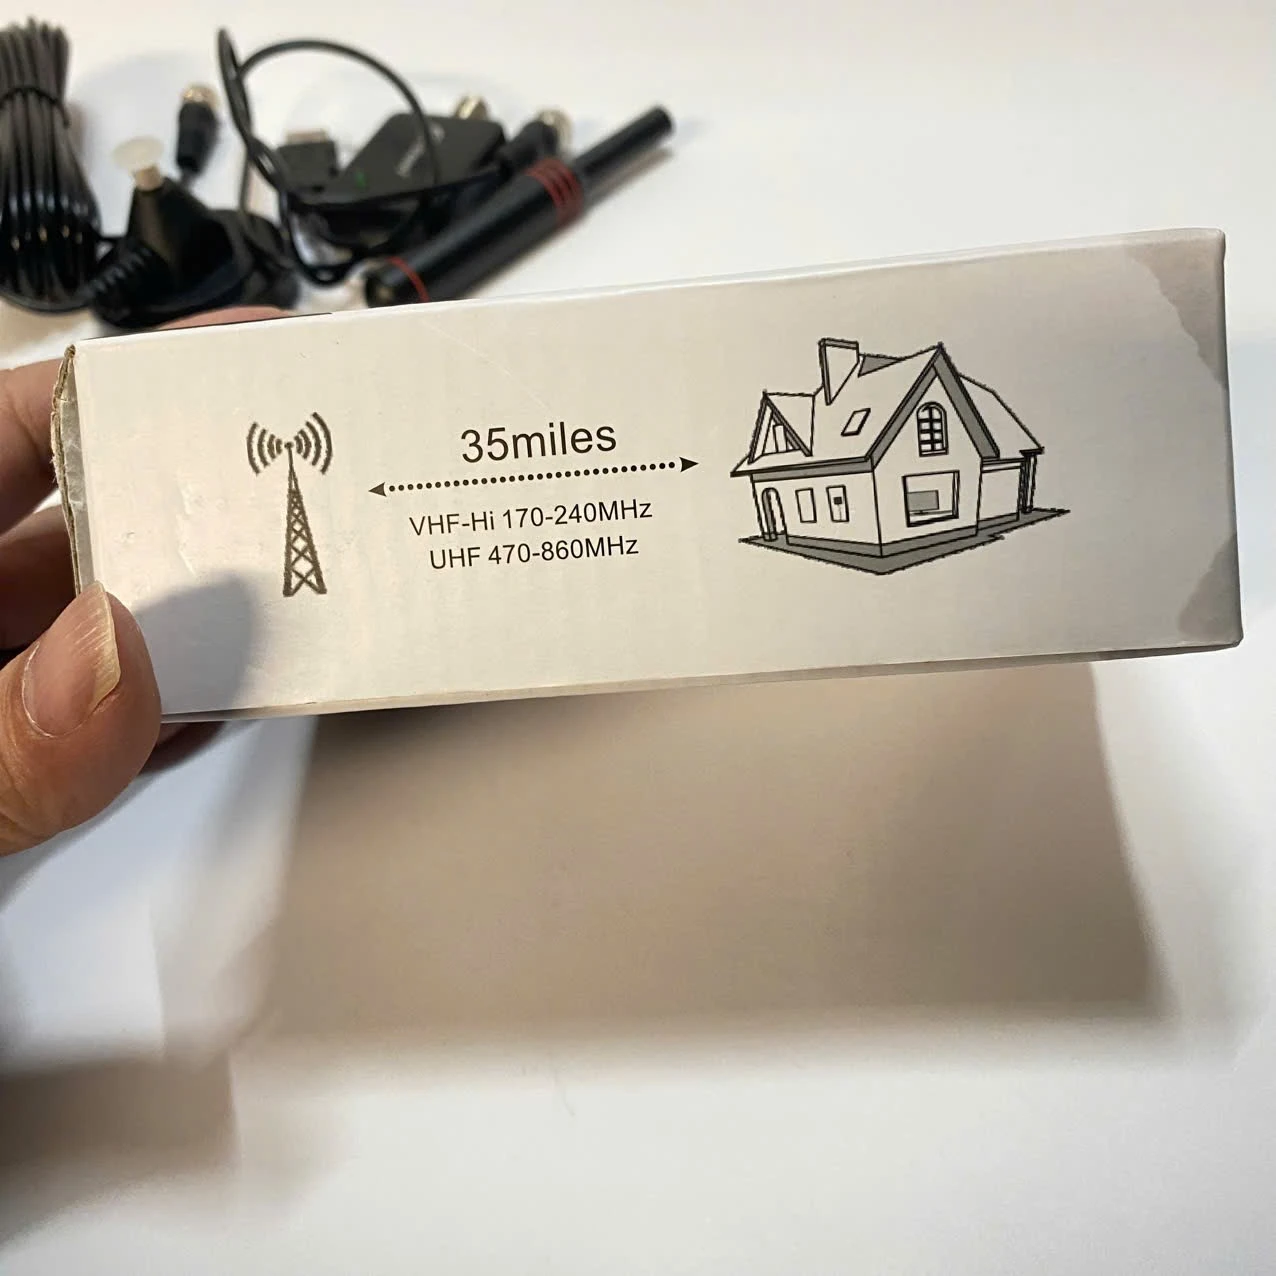 35miles
VHF-Hi 170-240MHz
UHF 470-860MHz